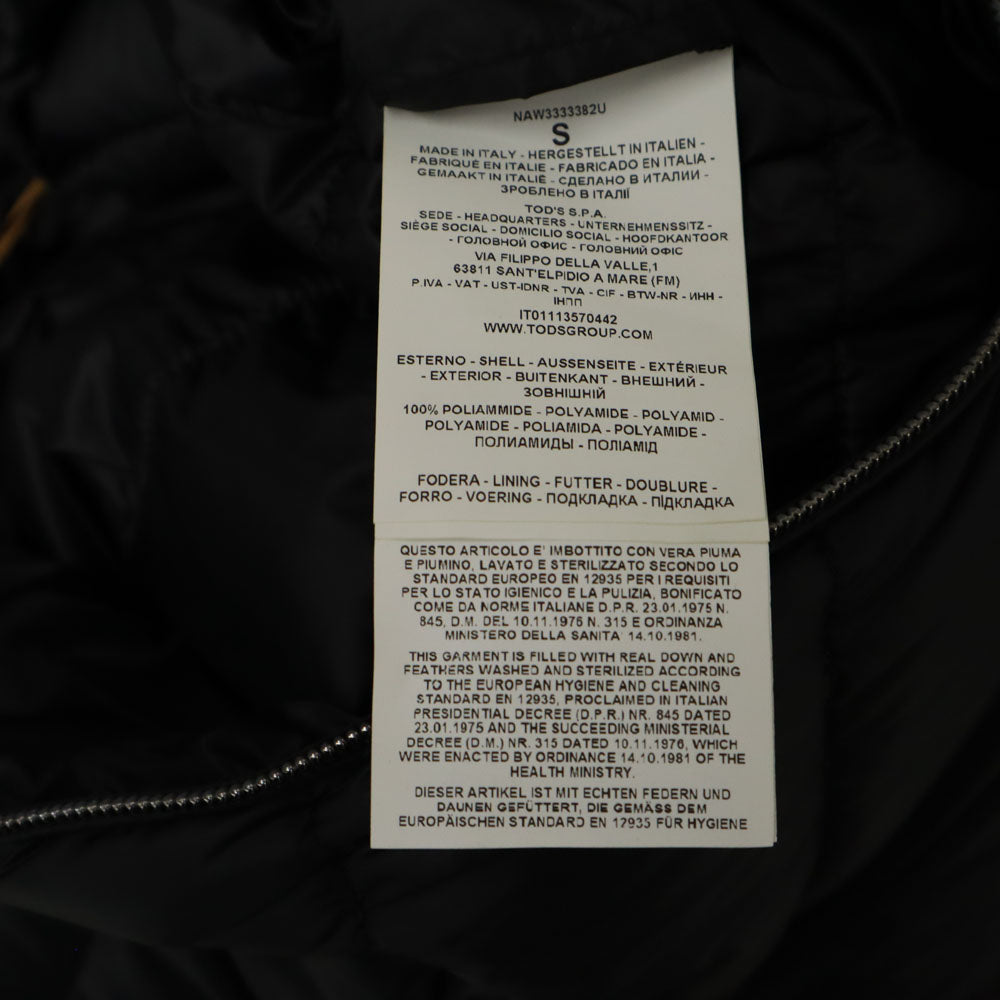 NAW3333382U
S
MADE IN ITALY - HERGESTELLT IN ITALIEN -
FABRIQUÉ EN ITALIE - FABRICADO EN ITALIA -
GEMAAKT IN ITALIË - СДЕЛАНО В ИТАЛИИ -
ЗРОБЛЕНО В ІТАЛІЇ
TOD'S S.P.A.
SEDE - HEADQUARTERS - UNTERNEHMENSSITZ -
SIÈGE SOCIAL - DOMICILIO SOCIAL - HOOFDKANTOOR
- ГОЛОВНОЙ ОФИС - ГОЛОВНИЙ ОФІС
VIA FILIPPO DELLA VALLE,1
63811 SANT'ELPIDIO A MARE (FM)
P.IVA - VAT - UST-IDNR - TVA - CIF - BTW-NR - ИНН -
ІНПП
IT01113570442
WWW.TODSGROUP.COM
ESTERNO - SHELL - AUSSENSEITE - EXTÉRIEUR
- EXTERIOR - BUITENKANT - ВНЕШНИЙ -
ЗОВНІШНІЙ
100% POLIAMMIDE - POLYAMIDE - POLYAMID -
POLYAMIDE - POLIAMIDA - POLYAMIDE -
ПОЛИАМИДЫ - ПОЛІАМІД
FODERA - LINING - FUTTER - DOUBLURE -
FORRO - VOERING - ПОДКЛАДКА - ПІДКЛАДКА
QUESTO ARTICOLO E' IMBOTTITO CON VERA PIUMA
E PIUMINO, LAVATO E STERILIZZATO SECONDO LO
STANDARD EUROPEO EN 12935 PER I REQUISITI
PER LO STATO IGIENICO E LA PULIZIA, BONIFICATO
COME DA NORME ITALIANE D.P.R. 23.01.1975 N.
845, D.M. DEL 10.11.1976 N. 315 E ORDINANZA
MINISTERO DELLA SANITA' 14.10.1981.
THIS GARMENT IS FILLED WITH REAL DOWN AND
FEATHERS WASHED AND STERILIZED ACCORDING
TO THE EUROPEAN HYGIENE AND CLEANING
STANDARD EN 12935, PROCLAIMED IN ITALIAN
PRESIDENTIAL DECREE (D.P.R.) NR. 845 DATED
23.01.1975 AND THE SUCCEEDING MINISTERIAL
DECREE (D.M.) NR. 315 DATED 10.11.1976, WHICH
WERE ENACTED BY ORDINANCE 14.10.1981 OF THE
HEALTH MINISTRY.
DIESER ARTIKEL IST MIT ECHTEN FEDERN UND
DAUNEN GEFÜTTERT, DIE GEMÄSS DEM
EUROPÄISCHEN STANDARD EN 12935 FÜR HYGIENE